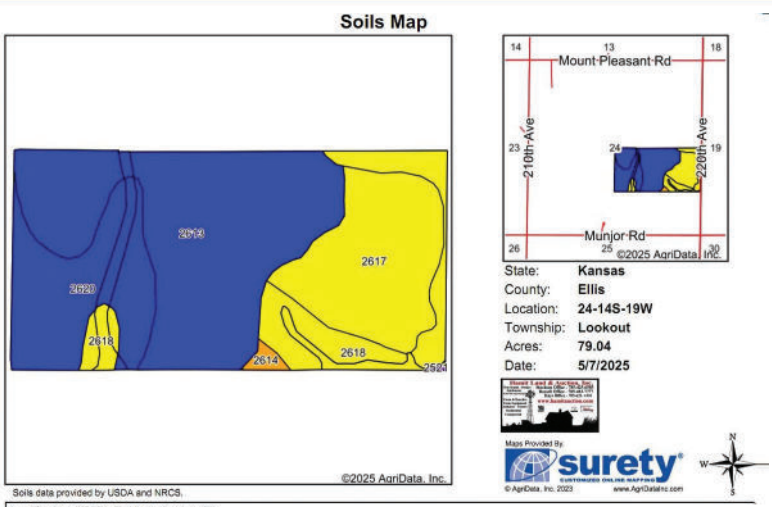 Soils Map
2613
2617
2620
2618
2614
2618
2521
©2025 AgriData, Inc.
Soils data provided by USDA and NRCS.
14 13 18
Mount Pleasant Rd
23 210th Ave 24 220th Ave 19
Munjor Rd
26 25 30
©2025 AgriData, Inc.
State: Kansas
County: Ellis
Location: 24-14S-19W
Township: Lookout
Acres: 79.04
Date: 5/7/2025
Maps Provided By:
surety®
CUSTOMIZED ONLINE MAPPING
© AgriData, Inc. 2023 www.AgriDataInc.com
N
W E
S